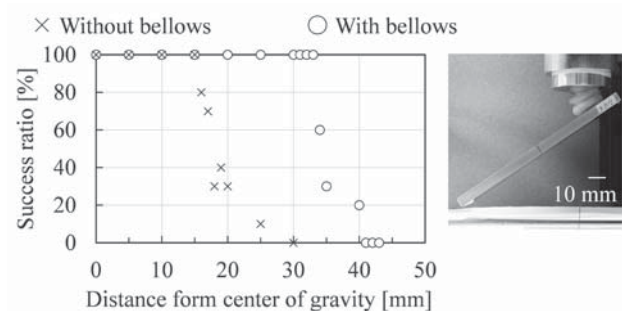 × Without bellows ○ With bellows
Success ratio [%]
100
80
60
40
20
0
0 10 20 30 40 50
Distance form center of gravity [mm]
10 mm